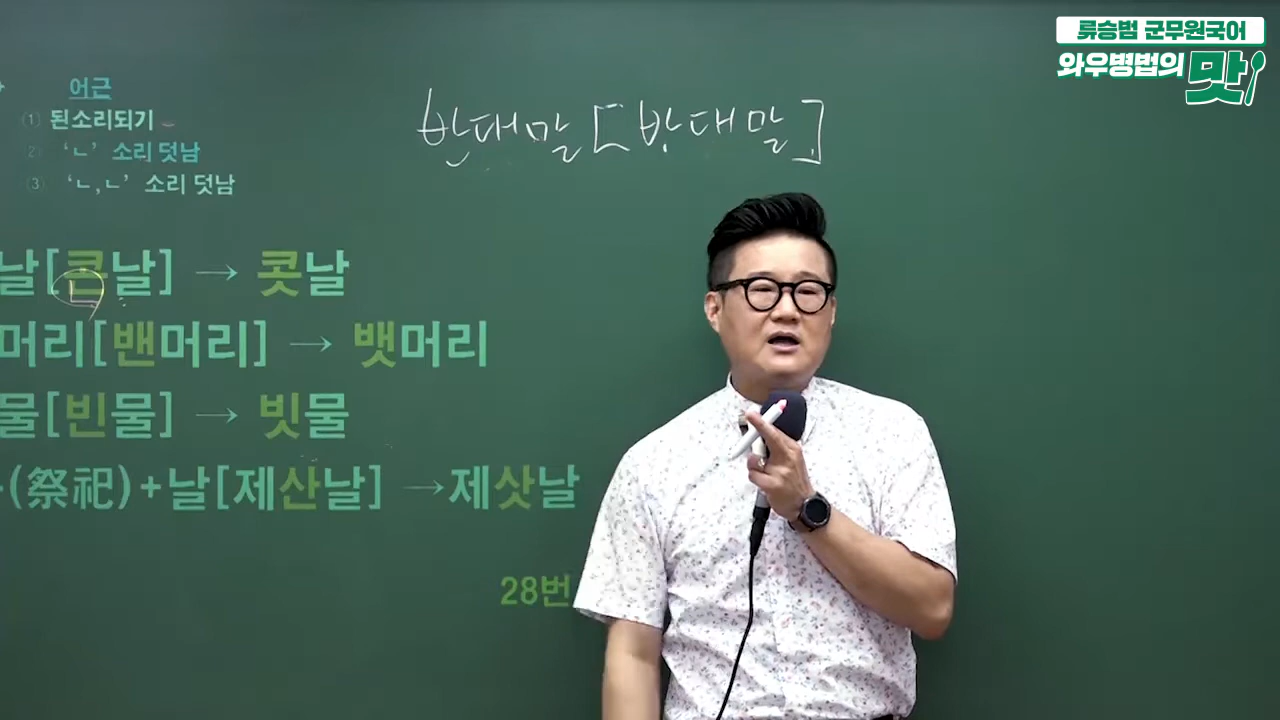 류승범 군무원국어
와우병법의 맛
어근
① 된소리되기
② 'ㄴ' 소리 덧남
③ 'ㄴ,ㄴ' 소리 덧남
반대말[반대말]
날[콘날] → 콧날
머리[밴머리] → 뱃머리
물[빈물] → 빗물
(祭祀)+날[제산날] →제삿날
28번